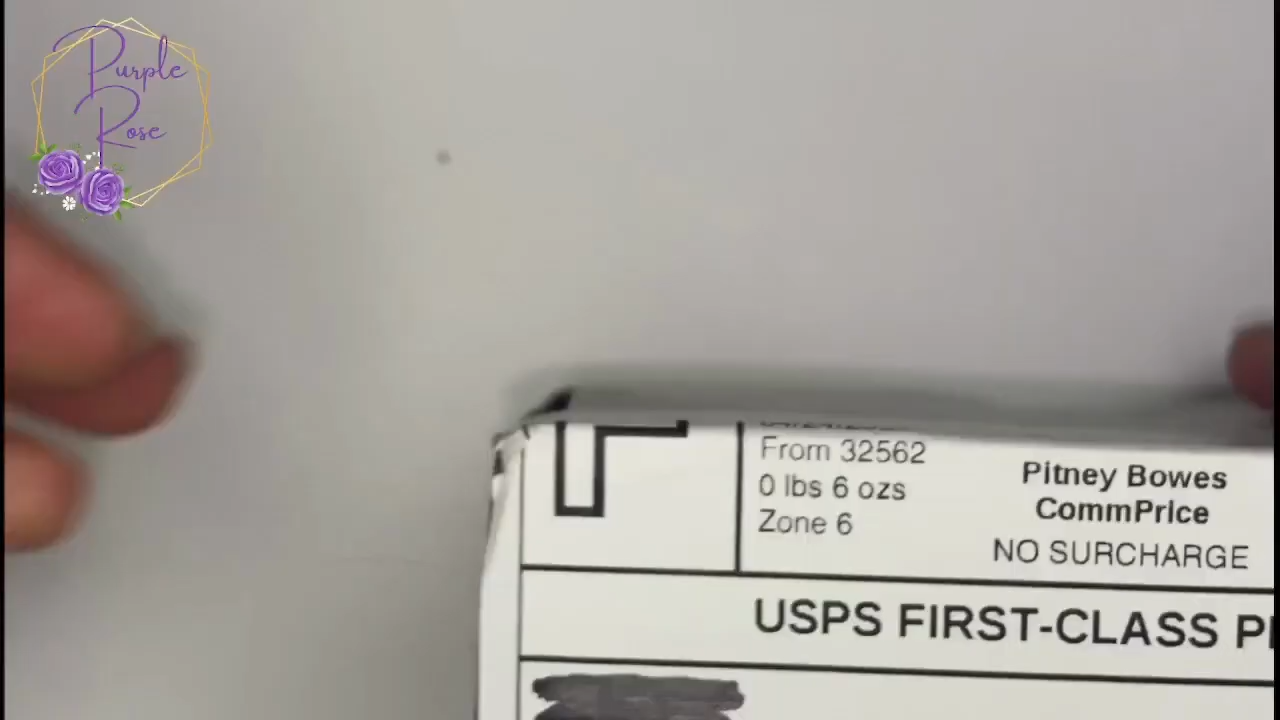 Purple
Rose
From 32562
0 lbs 6 ozs
Zone 6
Pitney Bowes
CommPrice
NO SURCHARGE
USPS FIRST-CLASS